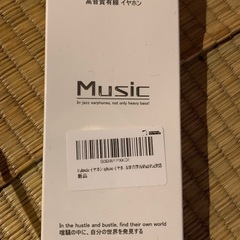 高音質有線 イヤホン
Music
In jazz earphones, not only heavy bass!
新品
In the hustle and bustle, find their own world
喧騒の中に、自分の世界を発見する